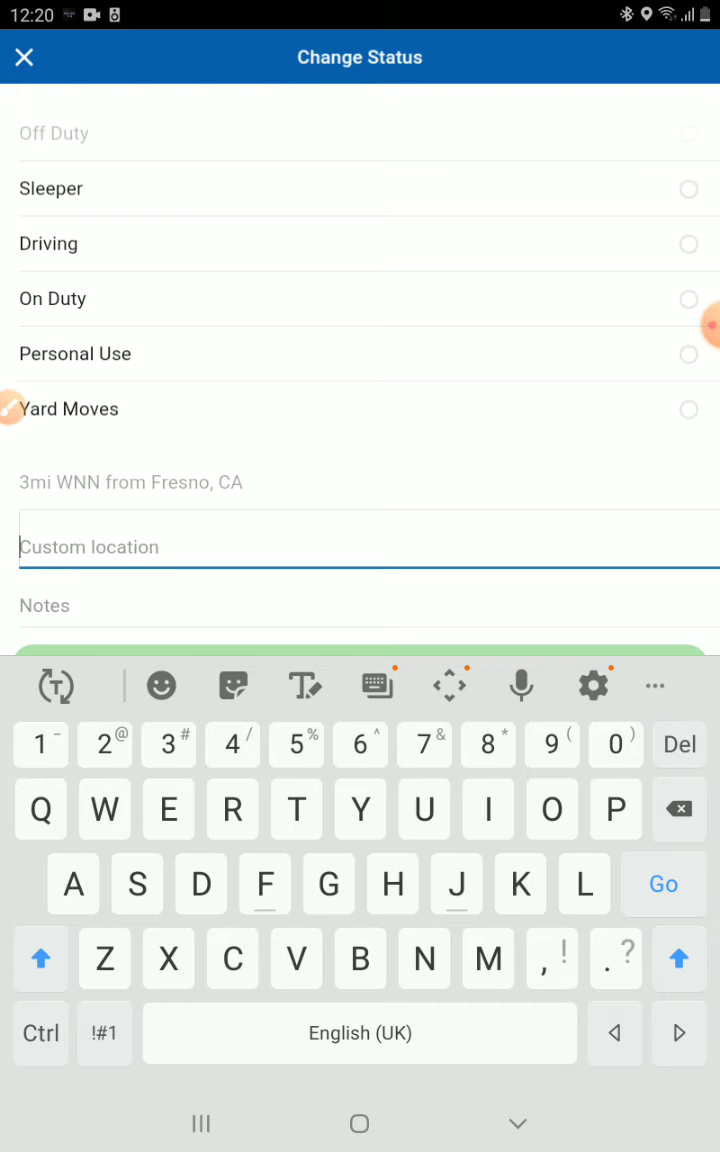 12:20
Change Status
Off Duty
Sleeper
Driving
On Duty
Personal Use
Yard Moves
3mi WNN from Fresno, CA
Custom location
Notes
1 - 2 @ 3 # 4 / 5 % 6 ^ 7 & 8 * 9 ( 0 ) Del
Q W E R T Y U I O P
A S D F G H J K L Go
Z X C V B N M , ! . ?
Ctrl !#1 English (UK)